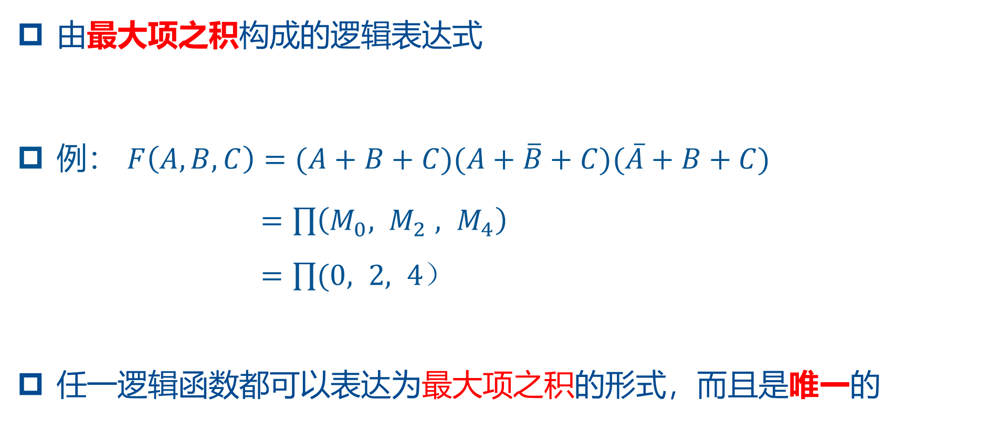 由最大项之积构成的逻辑表达式
例： F(A,B,C) = (A + B + C)(A + B̅ + C)(A̅ + B + C)
= ∏(M₀, M₂ , M₄)
= ∏(0, 2, 4）
任一逻辑函数都可以表达为最大项之积的形式，而且是唯一的